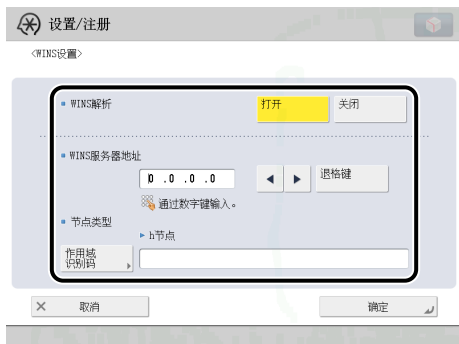 设置/注册
<WINS设置>
WINS解析
打开
关闭
WINS服务器地址
0 .0 .0 .0
退格键
通过数字键输入。
节点类型
h节点
作用域
识别码
取消
确定